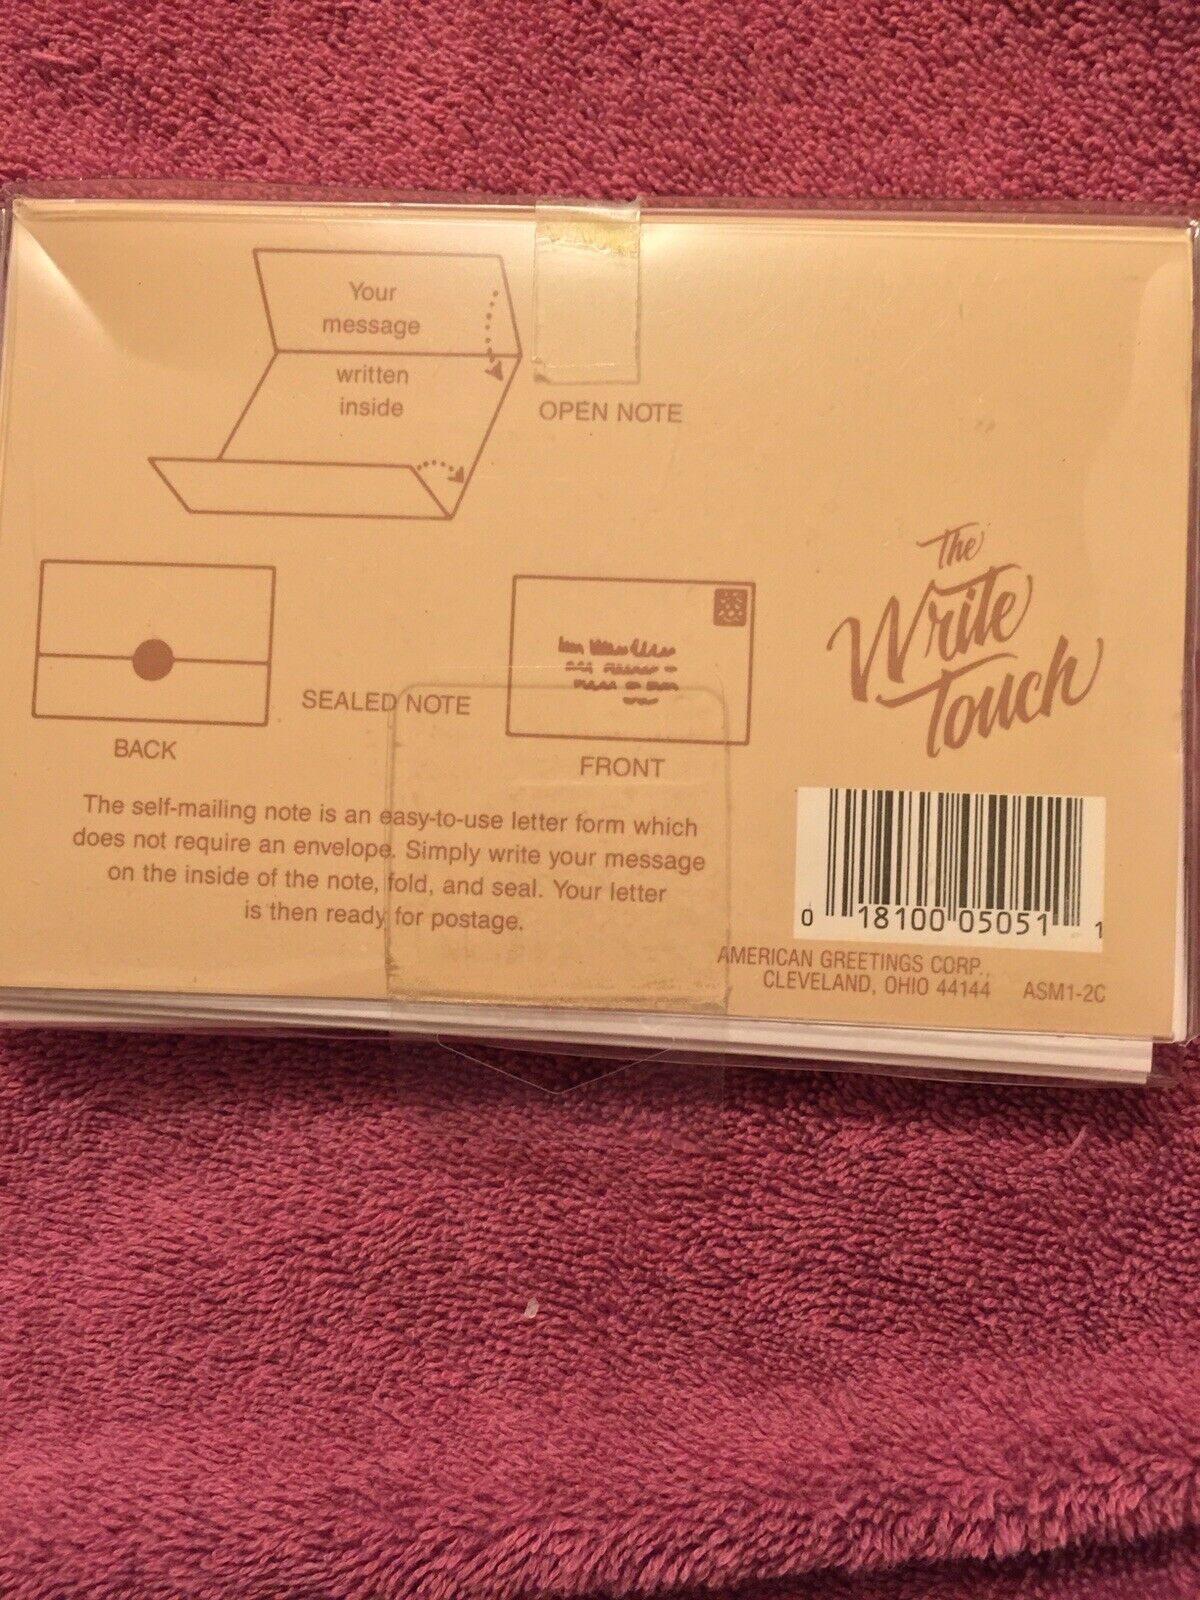 Your
message
written
inside
OPEN NOTE
The
Write
Touch
SEALED NOTE
BACK
FRONT
The self-mailing note is an easy-to-use letter form which
does not require an envelope. Simply write your message
on the inside of the note, fold, and seal. Your letter
is then ready for postage.
0 18100 05051 1
AMERICAN GREETINGS CORP.,
CLEVELAND, OHIO 44144 ASM1-2C